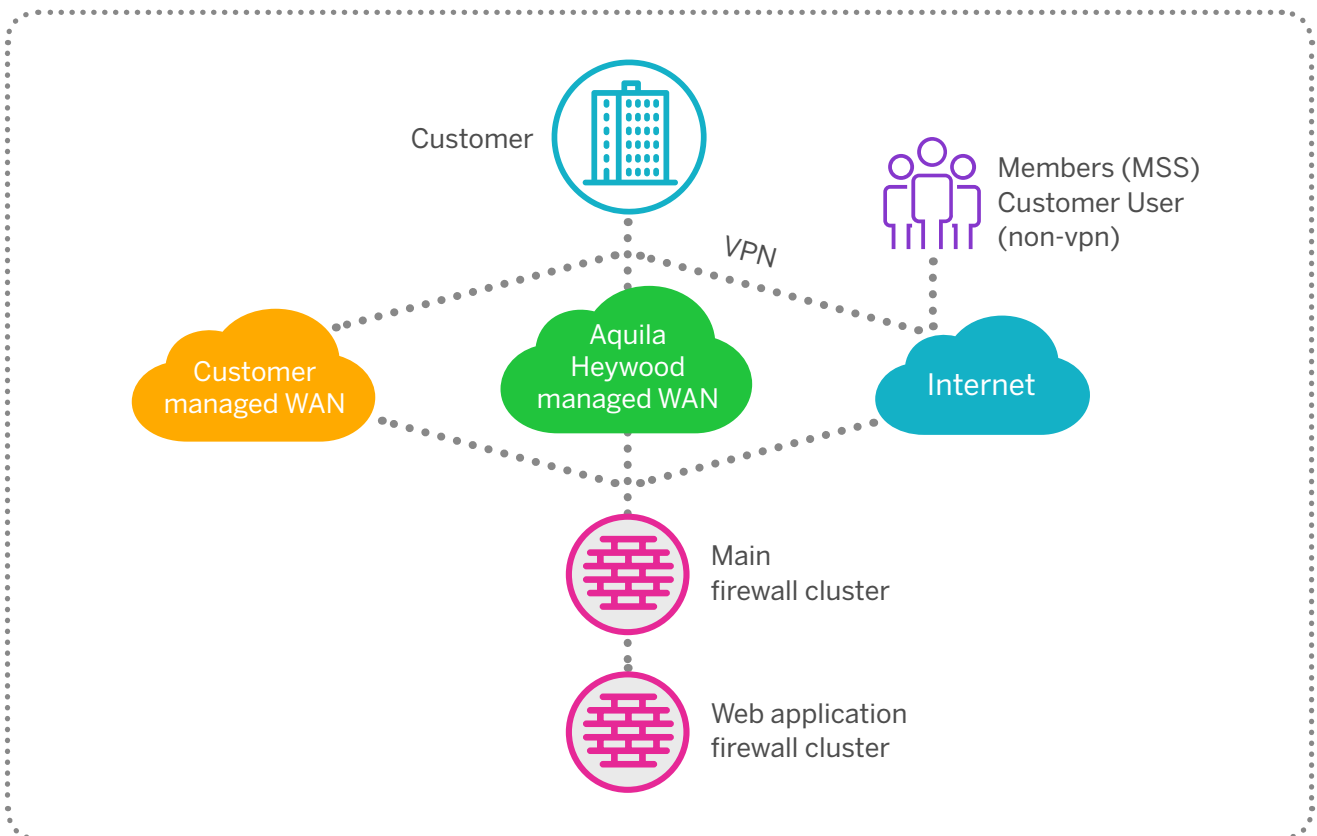 Customer
VPN
Members (MSS)
Customer User
(non-vpn)
Customer
managed WAN
Aquila
Heywood
managed WAN
Internet
Main
firewall cluster
Web application
firewall cluster